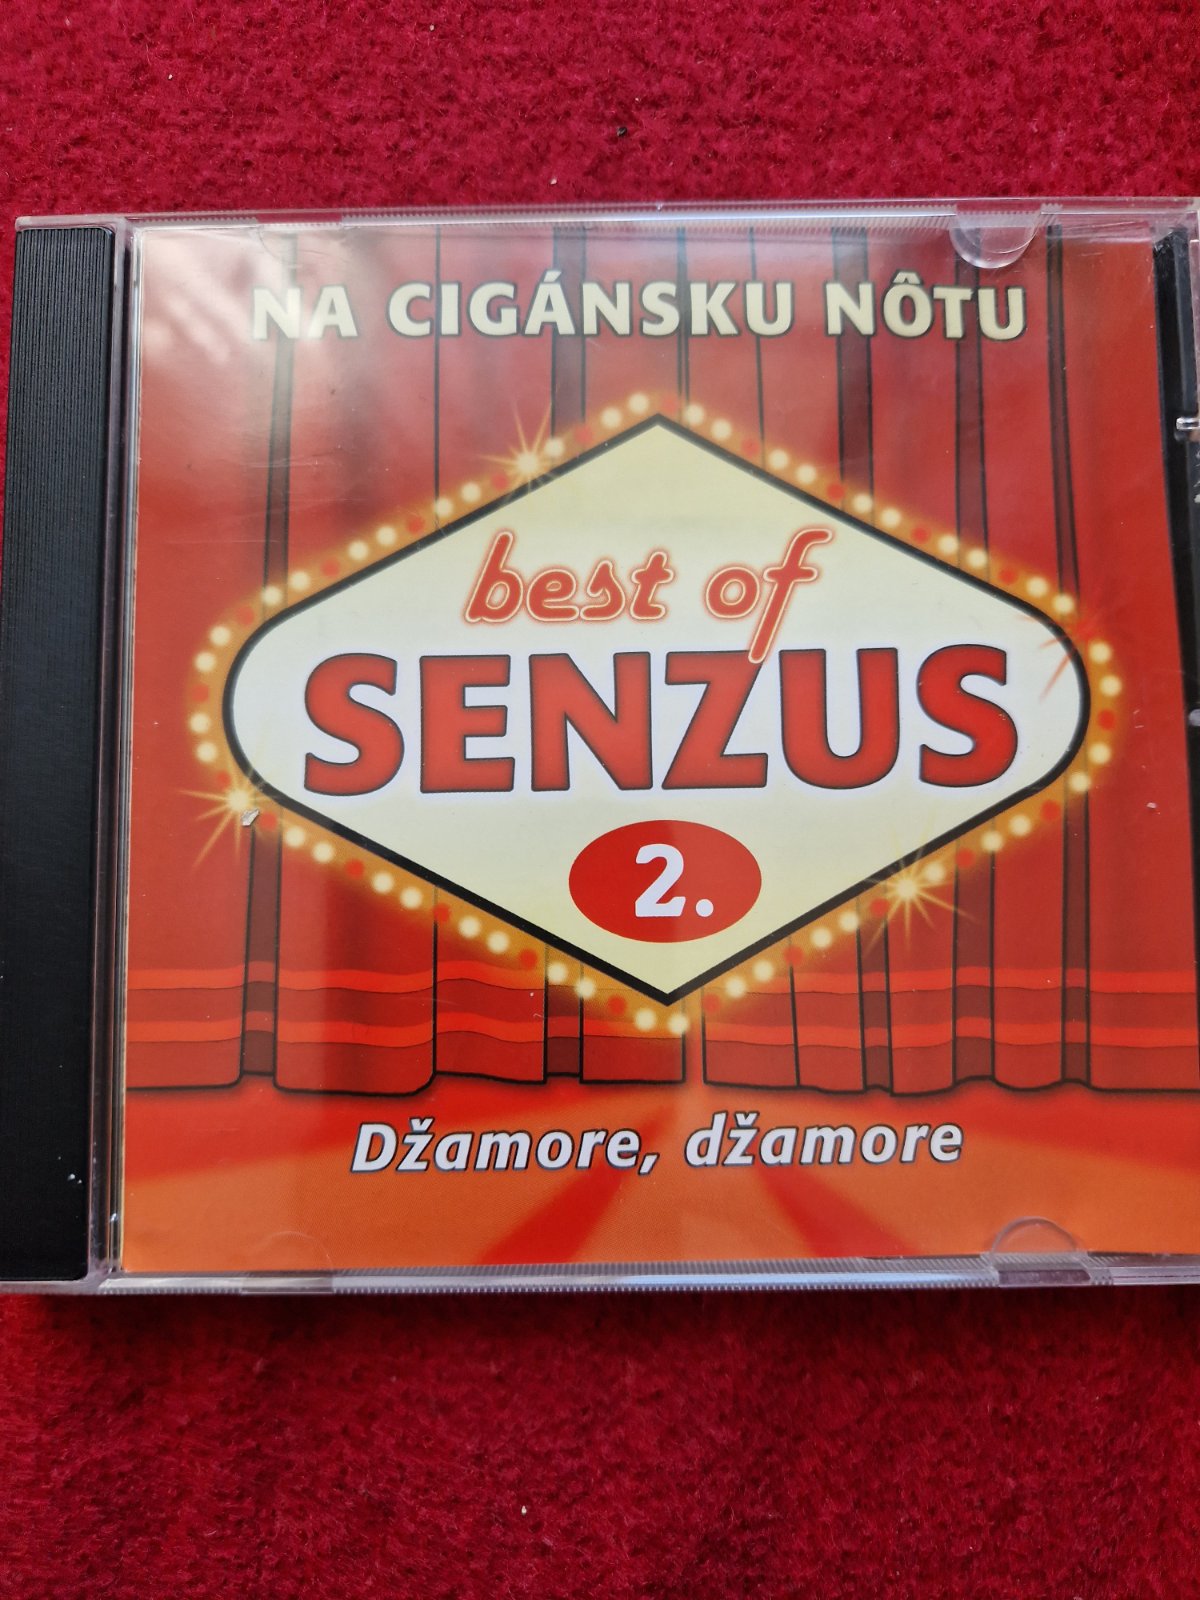 NA CIGÁNSKU NÔTU
best of
SENZUS
2.
Džamore, džamore